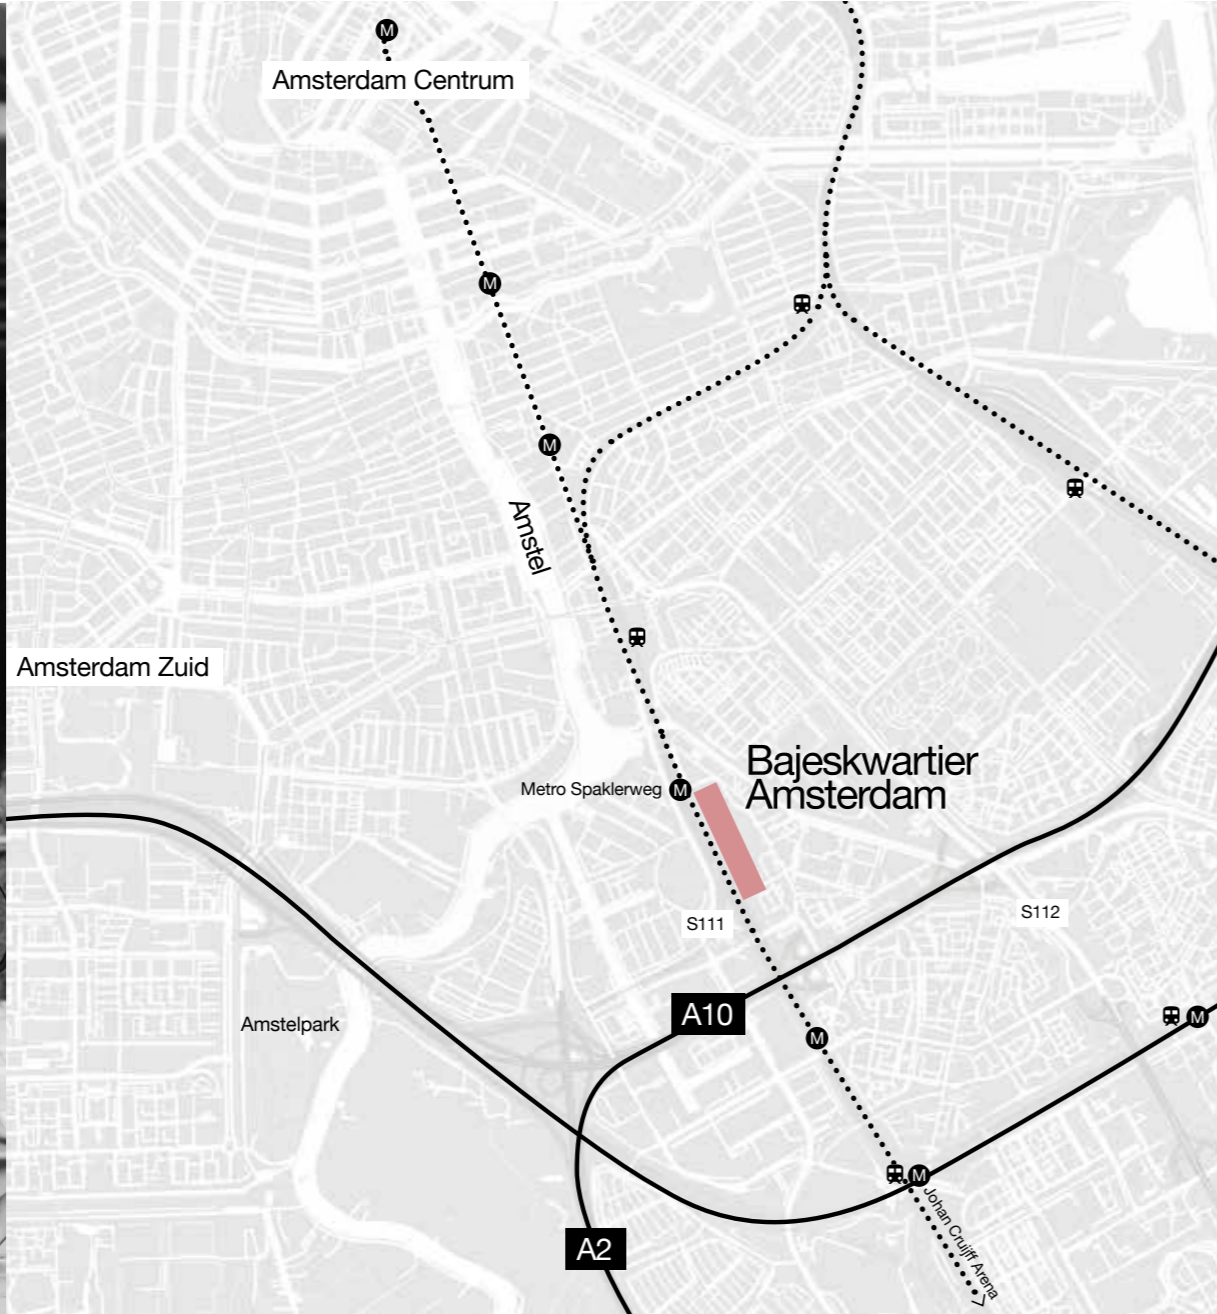 M
Amsterdam Centrum
M
M
Amstel
Amsterdam Zuid
Bajeskwartier
Amsterdam
Metro Spaklerweg M
S111
S112
A10
Amstelpark
M
M
M
Johan Cruijff Arena
A2